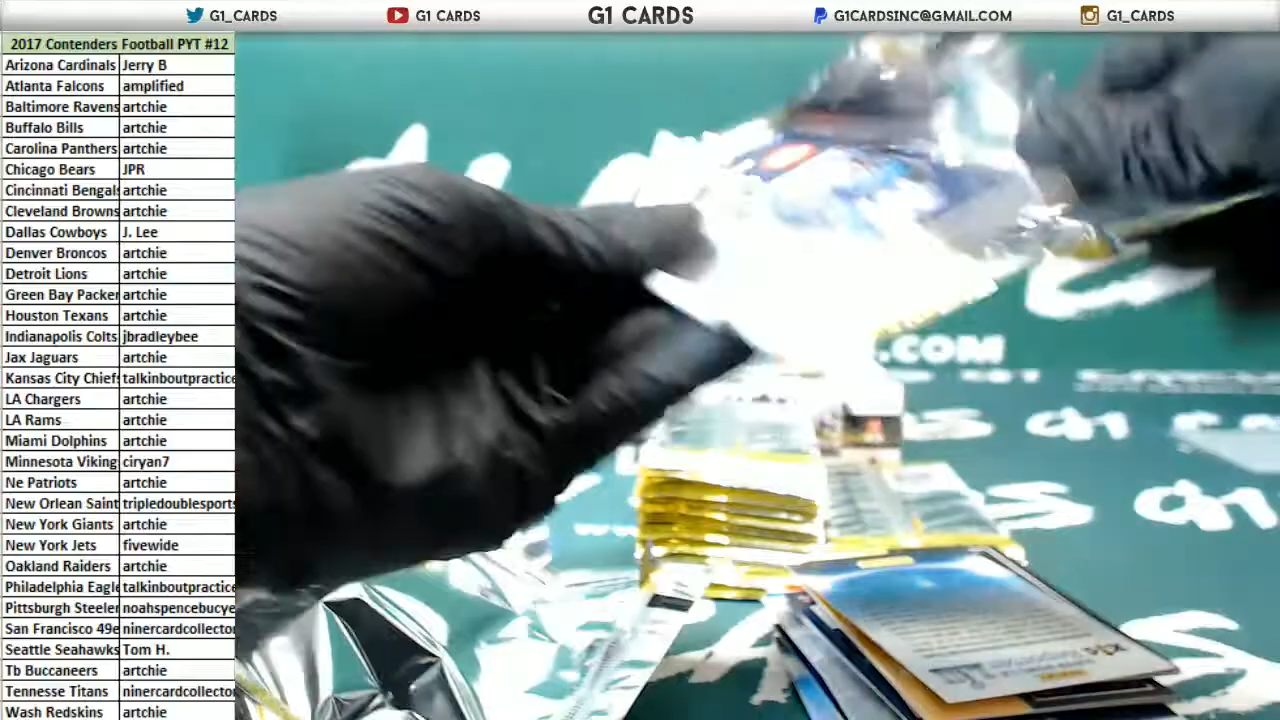 G1_CARDS G1 CARDS G1 CARDS G1CARDSINC@GMAIL.COM G1_CARDS
2017 Contenders Football PYT #12
Arizona Cardinals Jerry B
Atlanta Falcons amplified
Baltimore Ravens artchie
Buffalo Bills artchie
Carolina Panthers artchie
Chicago Bears JPR
Cincinnati Bengals artchie
Cleveland Browns artchie
Dallas Cowboys J. Lee
Denver Broncos artchie
Detroit Lions artchie
Green Bay Packer artchie
Houston Texans artchie
Indianapolis Colts jbradleybee
Jax Jaguars artchie
Kansas City Chiefs talkinboutpractice
LA Chargers artchie
LA Rams artchie
Miami Dolphins artchie
Minnesota Viking ciryan7
Ne Patriots artchie
New Orlean Saint tripledoublesports
New York Giants artchie
New York Jets fivewide
Oakland Raiders artchie
Philadelphia Eagle talkinboutpractice
Pittsburgh Steeler noahspencebucye
San Francisco 49e ninercardcollector
Seattle Seahawks Tom H.
Tb Buccaneers artchie
Tennesse Titans ninercardcollector
Wash Redskins artchie
.COM